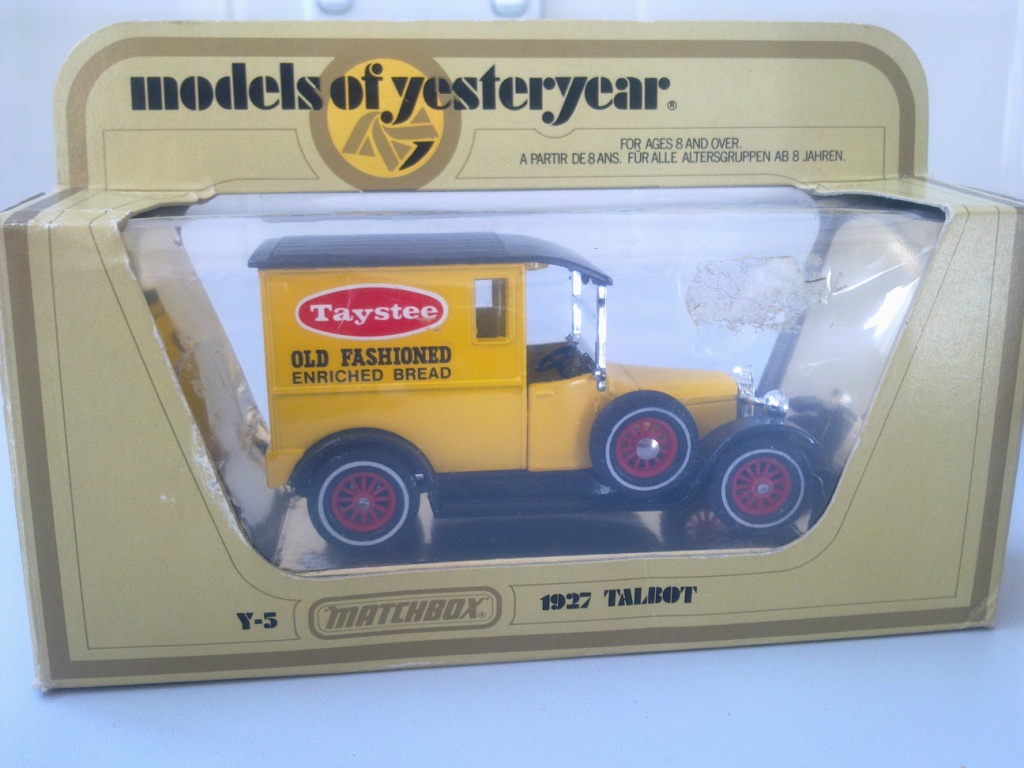 models of yesteryear®
FOR AGES 8 AND OVER.
A PARTIR DE 8 ANS. FÜR ALLE ALTERSGRUPPEN AB 8 JAHREN.
Taystee
OLD FASHIONED
ENRICHED BREAD
Y-5 MATCHBOX® 1927 TALBOT